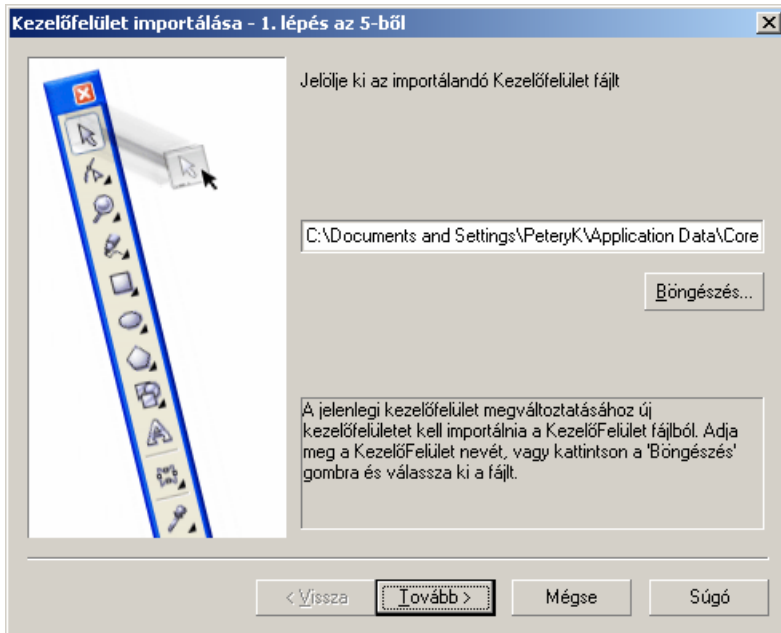 Kezelőfelület importálása - 1. lépés az 5-ből
Jelölje ki az importálandó Kezelőfelület fájlt
C:\Documents and Settings\PeteryK\Application Data\Core
Böngészés...
A jelenlegi kezelőfelület megváltoztatásához új
kezelőfelületet kell importálnia a KezelőFelület fájlból. Adja
meg a KezelőFelület nevét, vagy kattintson a 'Böngészés'
gombra és válassza ki a fájlt.
< Vissza
Tovább >
Mégse
Súgó